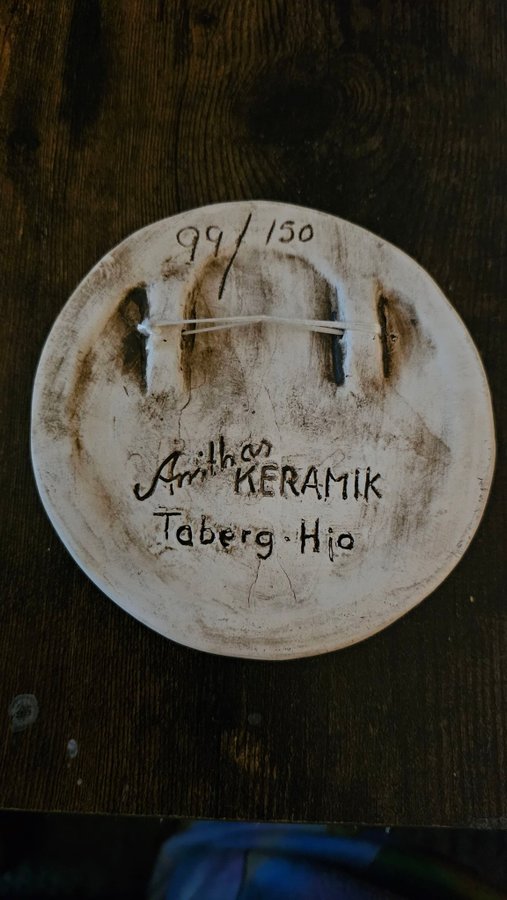 99/150
Anithas
KERAMIK
Taberg · Hjo